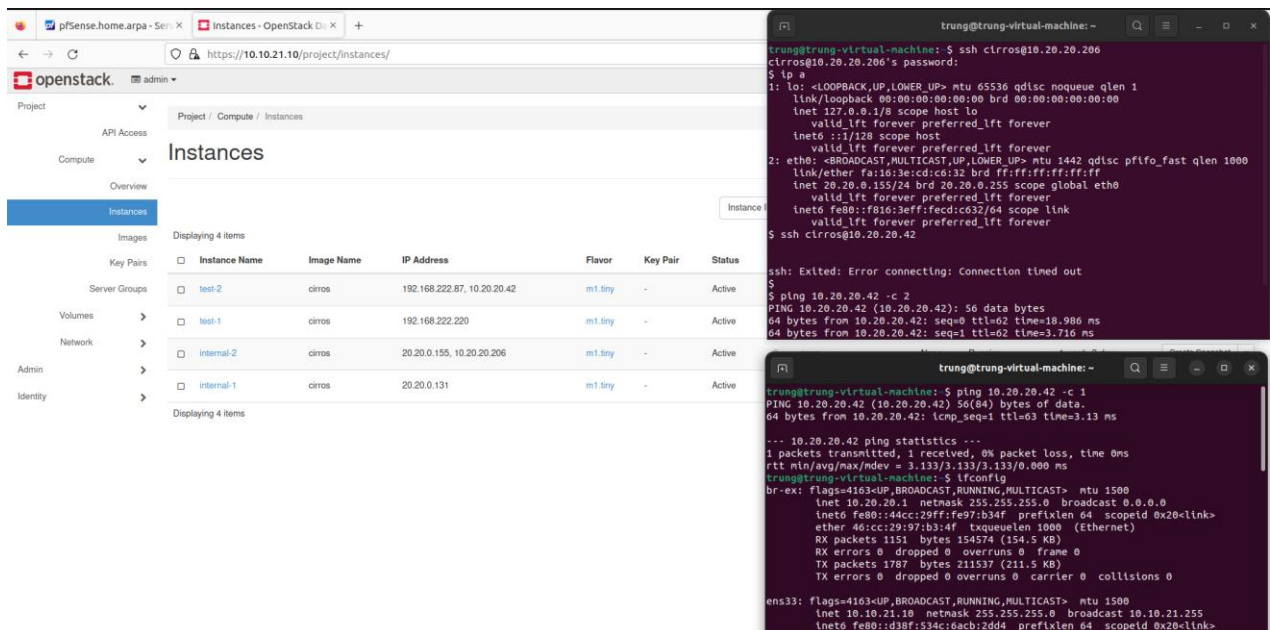 pfSense.home.arpa - Ser
Instances - OpenStack Da
https://10.10.21.10/project/instances/
openstack.
admin
Project
API Access
Compute
Overview
Instances
Images
Key Pairs
Server Groups
Volumes
Network
Admin
Identity
Project / Compute / Instances
Instances
Instance I
Displaying 4 items
Instance Name Image Name IP Address Flavor Key Pair Status
test-2 cirros 192.168.222.87, 10.20.20.42 m1.tiny - Active
test-1 cirros 192.168.222.220 m1.tiny - Active
internal-2 cirros 20.20.0.155, 10.20.20.206 m1.tiny - Active
internal-1 cirros 20.20.0.131 m1.tiny - Active
Displaying 4 items
trung@trung-virtual-machine: ~
trung@trung-virtual-machine:~$ ssh cirros@10.20.20.206
cirros@10.20.20.206's password:
$ ip a
1: lo: <LOOPBACK,UP,LOWER_UP> mtu 65536 qdisc noqueue qlen 1
link/loopback 00:00:00:00:00:00 brd 00:00:00:00:00:00
inet 127.0.0.1/8 scope host lo
valid_lft forever preferred_lft forever
inet6 ::1/128 scope host
valid_lft forever preferred_lft forever
2: eth0: <BROADCAST,MULTICAST,UP,LOWER_UP> mtu 1442 qdisc pfifo_fast qlen 1000
link/ether fa:16:3e:cd:c6:32 brd ff:ff:ff:ff:ff:ff
inet 20.20.0.155/24 brd 20.20.0.255 scope global eth0
valid_lft forever preferred_lft forever
inet6 fe80::f816:3eff:fecd:c632/64 scope link
valid_lft forever preferred_lft forever
$ ssh cirros@10.20.20.42
ssh: Exited: Error connecting: Connection timed out
$
$ ping 10.20.20.42 -c 2
PING 10.20.20.42 (10.20.20.42): 56 data bytes
64 bytes from 10.20.20.42: seq=0 ttl=62 time=18.986 ms
64 bytes from 10.20.20.42: seq=1 ttl=62 time=3.716 ms
trung@trung-virtual-machine: ~
trung@trung-virtual-machine:~$ ping 10.20.20.42 -c 1
PING 10.20.20.42 (10.20.20.42) 56(84) bytes of data.
64 bytes from 10.20.20.42: icmp_seq=1 ttl=63 time=3.13 ms
--- 10.20.20.42 ping statistics ---
1 packets transmitted, 1 received, 0% packet loss, time 0ms
rtt min/avg/max/mdev = 3.133/3.133/3.133/0.000 ms
trung@trung-virtual-machine:~$ ifconfig
br-ex: flags=4163<UP,BROADCAST,RUNNING,MULTICAST> mtu 1500
inet 10.20.20.1 netmask 255.255.255.0 broadcast 0.0.0.0
inet6 fe80::44cc:29ff:fe97:b34f prefixlen 64 scopeid 0x20<link>
ether 46:cc:29:97:b3:4f txqueuelen 1000 (Ethernet)
RX packets 1151 bytes 154574 (154.5 KB)
RX errors 0 dropped 0 overruns 0 frame 0
TX packets 1787 bytes 211537 (211.5 KB)
TX errors 0 dropped 0 overruns 0 carrier 0 collisions 0
ens33: flags=4163<UP,BROADCAST,RUNNING,MULTICAST> mtu 1500
inet 10.10.21.10 netmask 255.255.255.0 broadcast 10.10.21.255
inet6 fe80::d38f:534c:6acb:2dd4 prefixlen 64 scopeid 0x20<link>